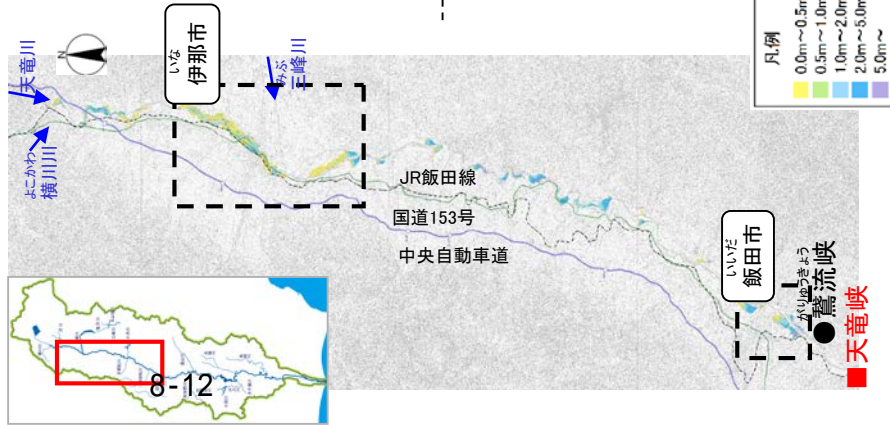 天竜川
よこかわ
横川川
いな
伊那市
みぶ
三峰川
JR飯田線
国道153号
中央自動車道
いいだ
飯田市
がりゅうきょう
鵞流峡
天竜峡
8-12
凡例
0.0m~0.5m
0.5m~1.0m
1.0m~2.0m
2.0m~5.0m
5.0m~